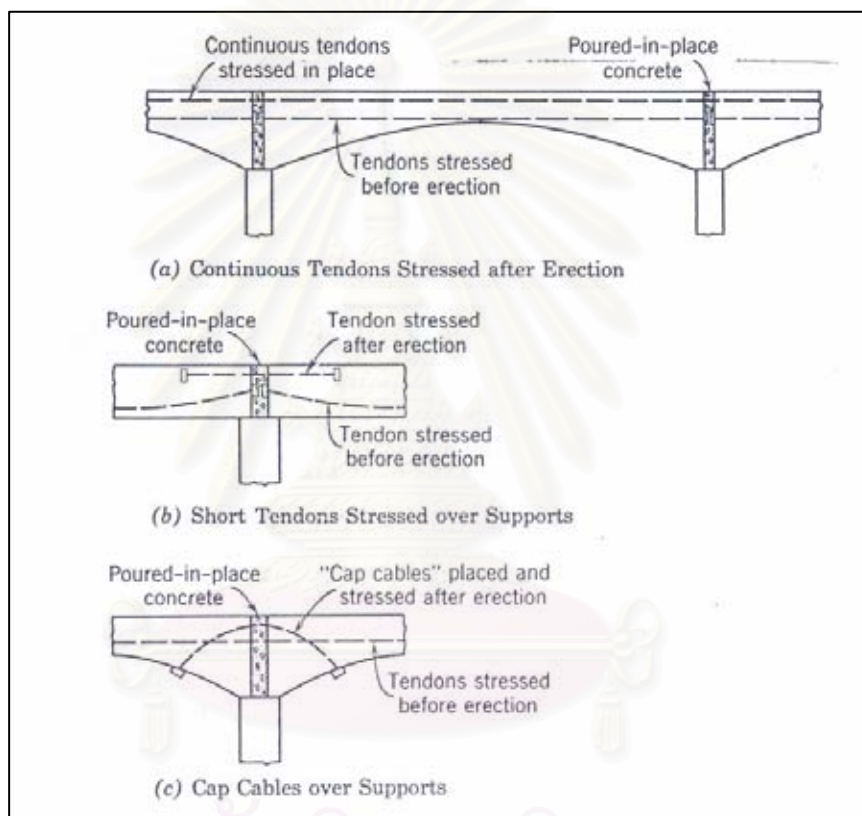 Continuous tendons
stressed in place
Poured-in-place
concrete
Tendons stressed
before erection
(a) Continuous Tendons Stressed after Erection
Poured-in-place
concrete
Tendon stressed
after erection
Tendon stressed
before erection
(b) Short Tendons Stressed over Supports
Poured-in-place
concrete
"Cap cables" placed and
stressed after erection
Tendons stressed
before erection
(c) Cap Cables over Supports